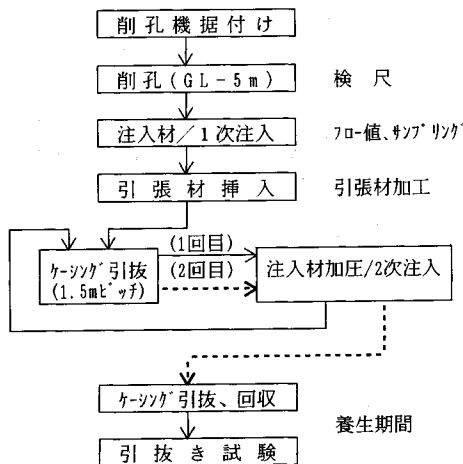 削孔機据付け
削孔(GL-5m) 検尺
注入材/1次注入 フロー値、サンプリング
引張材挿入 引張材加工
(1回目)
ケーシング引抜 (2回目) 注入材加圧/2次注入
(1.5mピッチ)
ケーシング引抜、回収
養生期間
引抜き試験